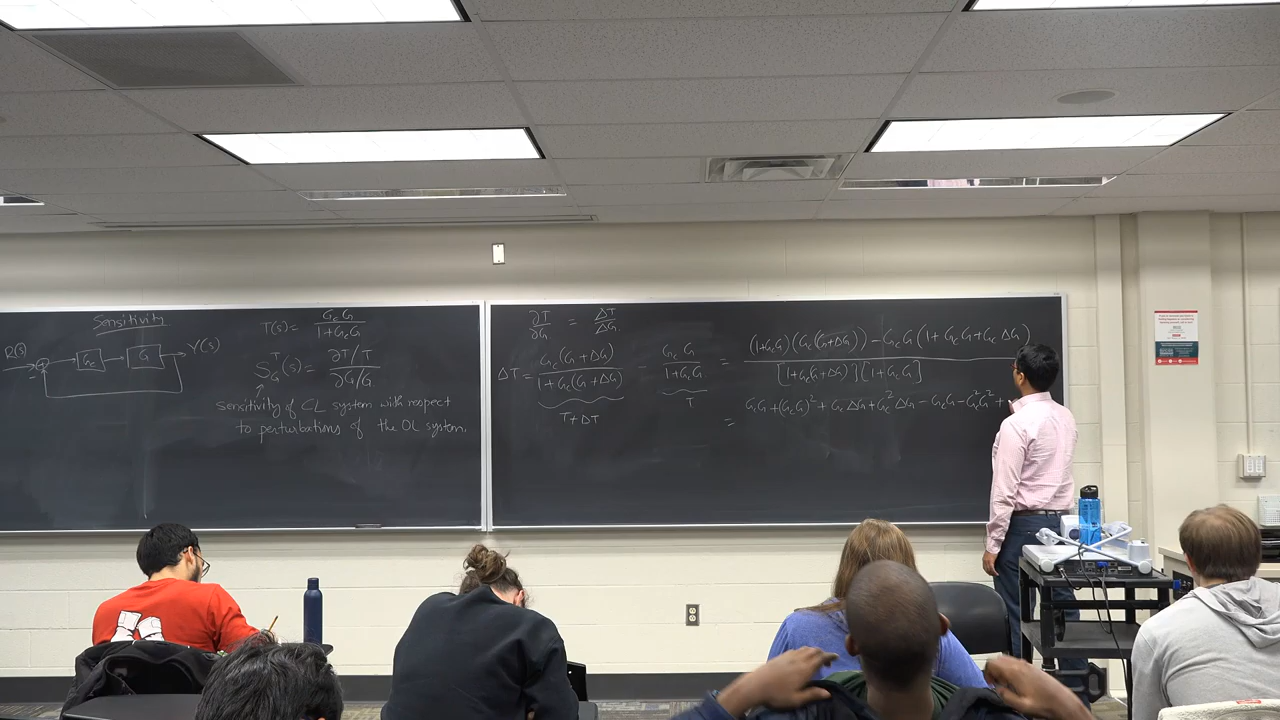 Sensitivity
R(s) Gc G Y(s)
T(s) = GcG / 1+GcG
S_G^T(s) = ∂T/T / ∂G/G
sensitivity of CL system with respect
to perturbations of the OL system.
∂T/∂G = ΔT/ΔG
ΔT = Gc(G+ΔG) / 1+Gc(G+ΔG) - GcG / 1+GcG = (1+GcG)(Gc(G+ΔG)) - GcG(1+GcG+GcΔG) / [1+Gc(G+ΔG)][1+GcG]
T+ΔT T
= GcG + (GcG)² + GcΔG + Gc²ΔG - GcG - Gc²G² +